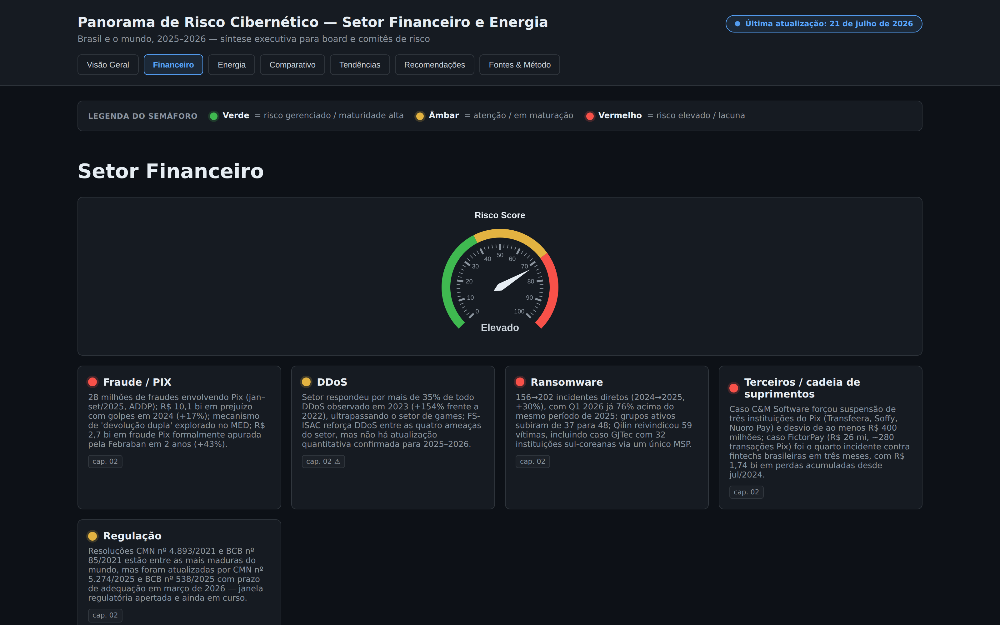 Panorama de Risco Cibernético — Setor Financeiro e Energia
Última atualização: 21 de julho de 2026
Brasil e o mundo, 2025–2026 — síntese executiva para board e comitês de risco
Visão Geral
Financeiro
Energia
Comparativo
Tendências
Recomendações
Fontes & Método
LEGENDA DO SEMÁFORO
Verde = risco gerenciado / maturidade alta
Âmbar = atenção / em maturação
Vermelho = risco elevado / lacuna
Setor Financeiro
Risco Score
0
10
20
30
40
50
60
70
80
90
100
Elevado
Fraude / PIX
28 milhões de fraudes envolvendo Pix (jan–
set/2025, ADDP); R$ 10,1 bi em prejuízo
com golpes em 2024 (+17%); mecanismo
de 'devolução dupla' explorado no MED; R$
2,7 bi em fraude Pix formalmente apurada
pela Febraban em 2 anos (+43%).
cap. 02
DDoS
Setor respondeu por mais de 35% de todo
DDoS observado em 2023 (+154% frente a
2022), ultrapassando o setor de games; FS-
ISAC reforça DDoS entre as quatro ameaças
do setor, mas não há atualização
quantitativa confirmada para 2025–2026.
cap. 02 ⚠
Ransomware
156→202 incidentes diretos (2024→2025,
+30%), com Q1 2026 já 76% acima do
mesmo período de 2025; grupos ativos
subiram de 37 para 48; Qilin reivindicou 59
vítimas, incluindo caso GJTec com 32
instituições sul-coreanas via um único MSP.
cap. 02
Terceiros / cadeia de
suprimentos
Caso C&M Software forçou suspensão de
três instituições do Pix (Transfeera, Soffy,
Nuoro Pay) e desvio de ao menos R$ 400
milhões; caso FictorPay (R$ 26 mi, ~280
transações Pix) foi o quarto incidente contra
fintechs brasileiras em três meses, com R$
1,74 bi em perdas acumuladas desde
jul/2024.
cap. 02
Regulação
Resoluções CMN nº 4.893/2021 e BCB nº
85/2021 estão entre as mais maduras do
mundo, mas foram atualizadas por CMN nº
5.274/2025 e BCB nº 538/2025 com prazo
de adequação em março de 2026 — janela
regulatória apertada e ainda em curso.
cap. 02